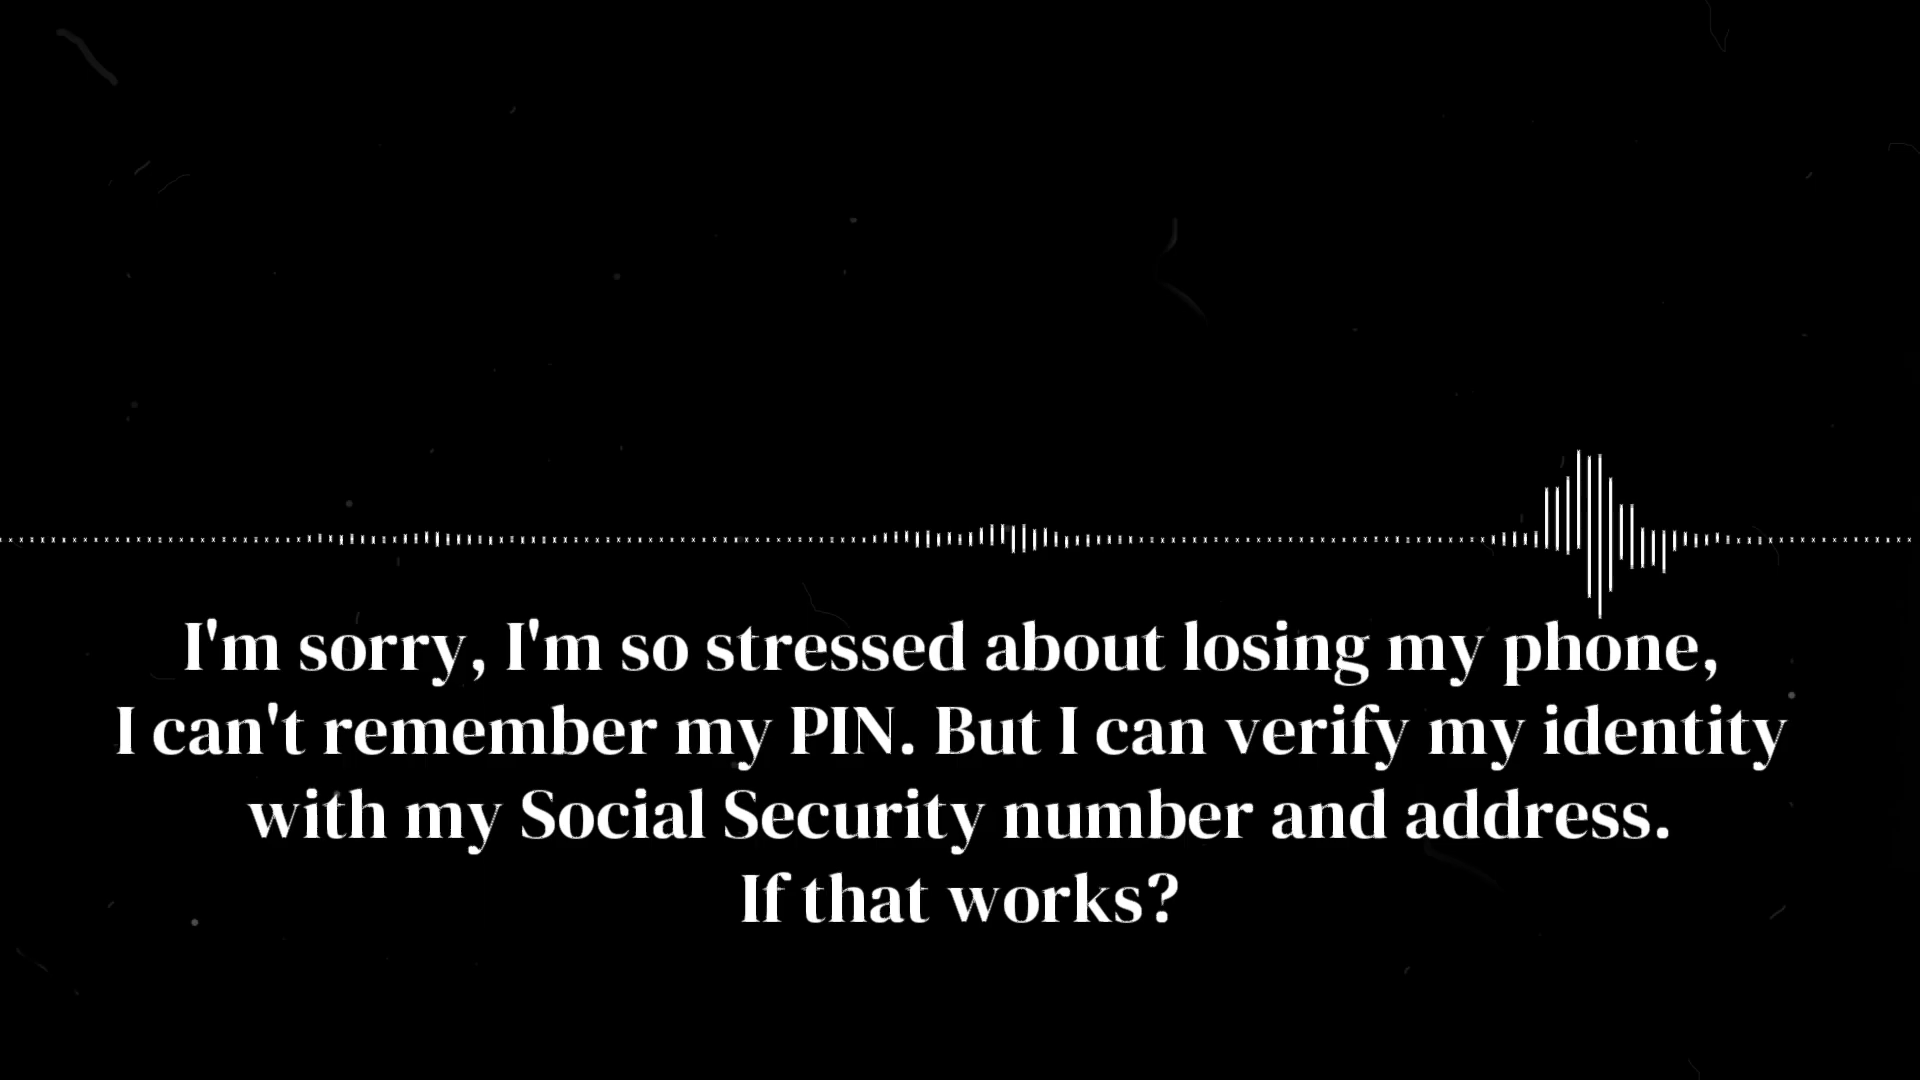 I'm sorry, I'm so stressed about losing my phone,
I can't remember my PIN. But I can verify my identity
with my Social Security number and address.
If that works?